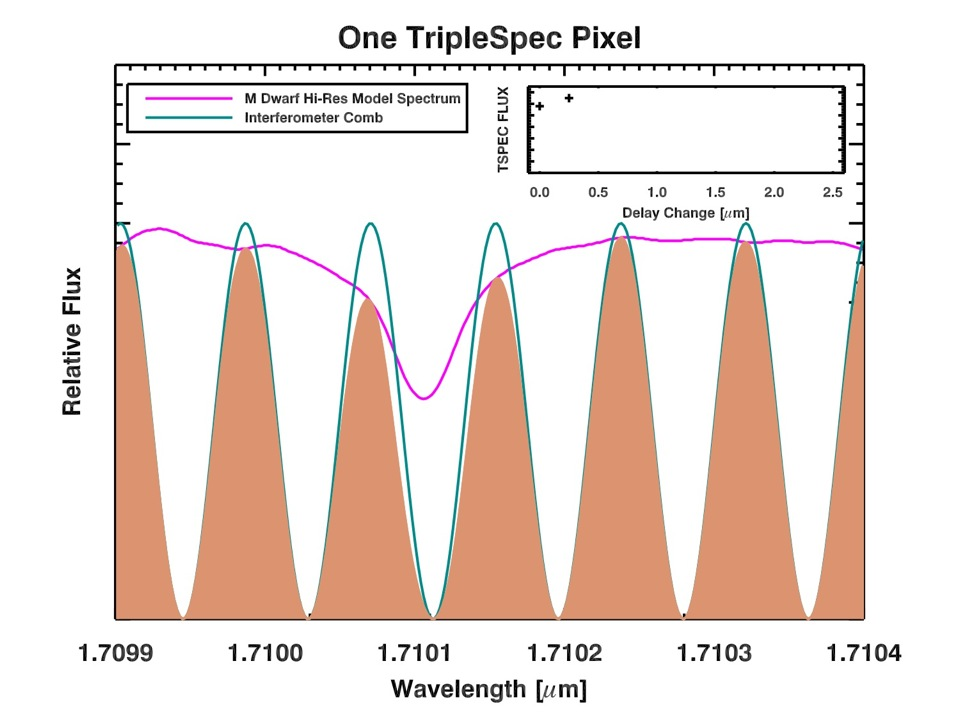 One TripleSpec Pixel
M Dwarf Hi-Res Model Spectrum
Interferometer Comb
TSPEC FLUX
0.0 0.5 1.0 1.5 2.0 2.5
Delay Change [μm]
Relative Flux
1.7099 1.7100 1.7101 1.7102 1.7103 1.7104
Wavelength [μm]